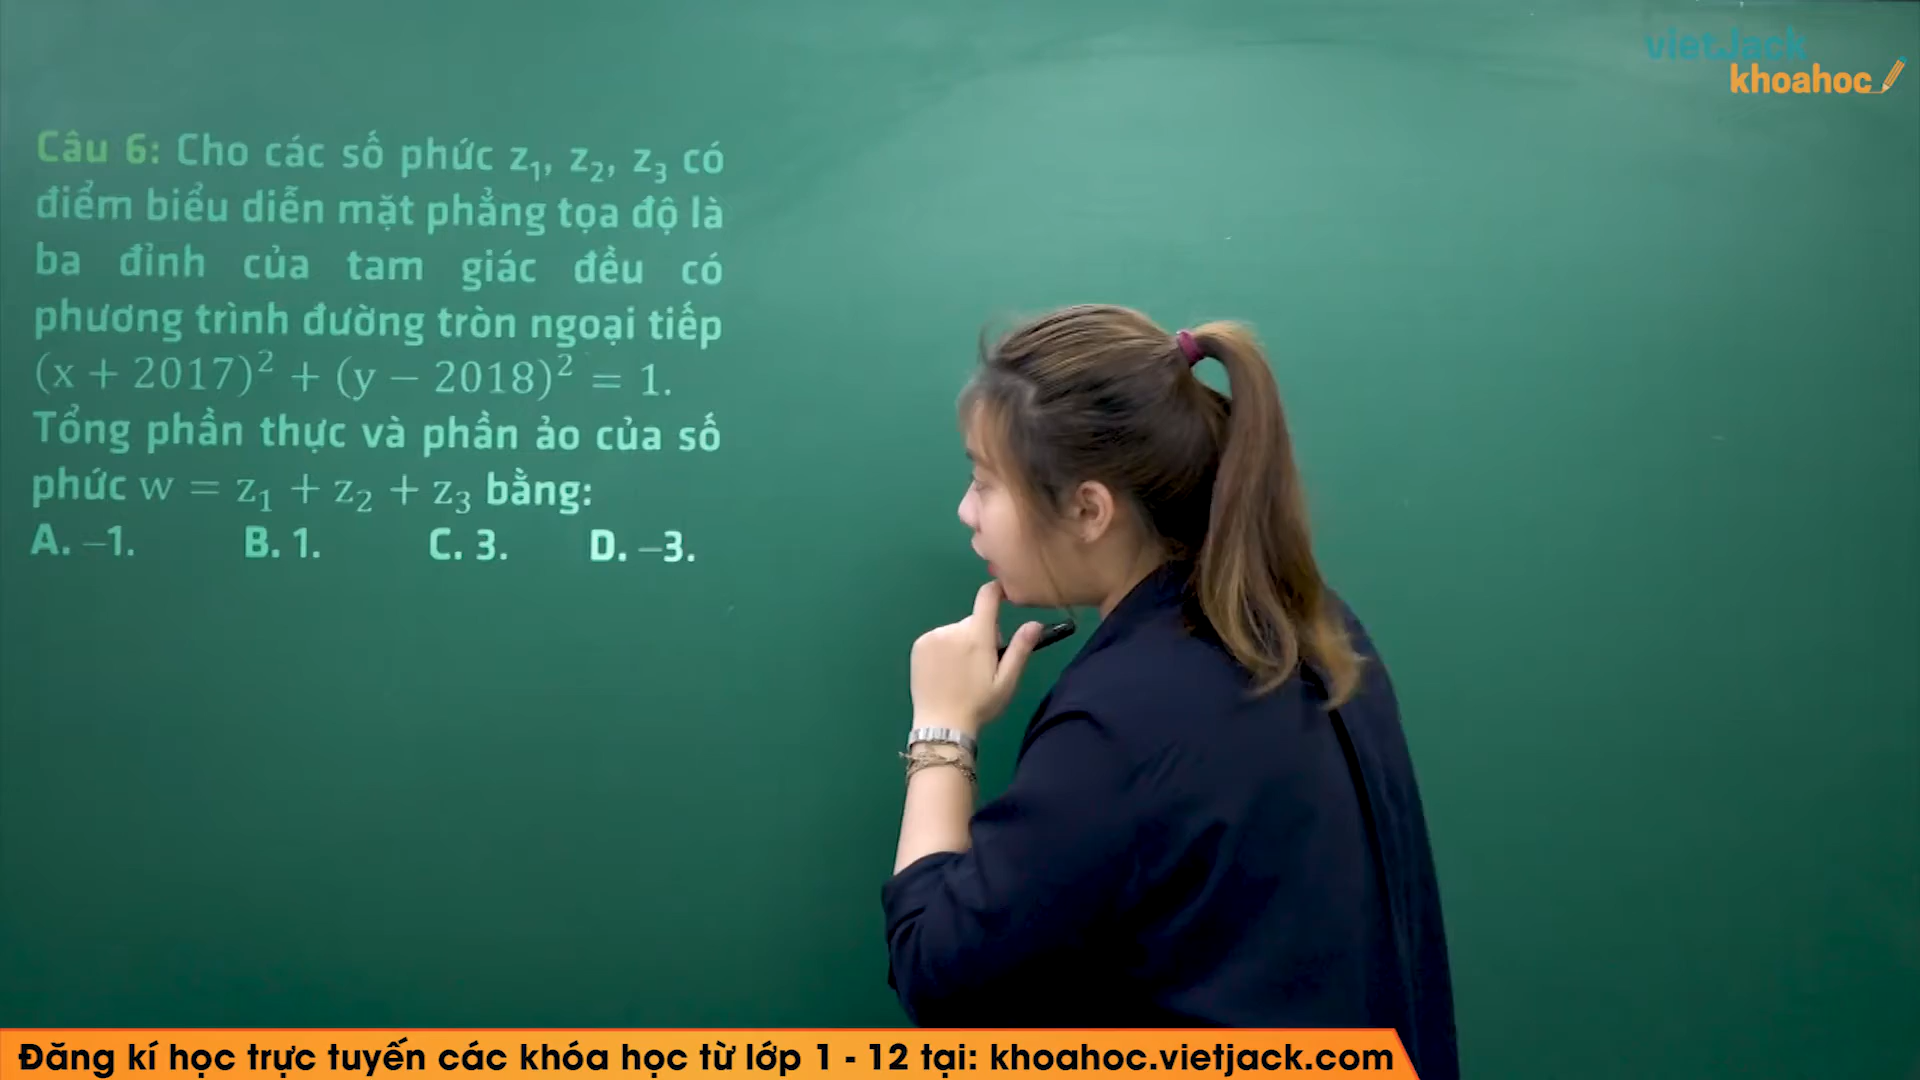 vietJack
khoahoc
Câu 6: Cho các số phức z₁, z₂, z₃ có
điểm biểu diễn mặt phẳng tọa độ là
ba đỉnh của tam giác đều có
phương trình đường tròn ngoại tiếp
(x + 2017)² + (y − 2018)² = 1.
Tổng phần thực và phần ảo của số
phức w = z₁ + z₂ + z₃ bằng:
A. –1. B. 1. C. 3. D. –3.
Đăng kí học trực tuyến các khóa học từ lớp 1 - 12 tại: khoahoc.vietjack.com